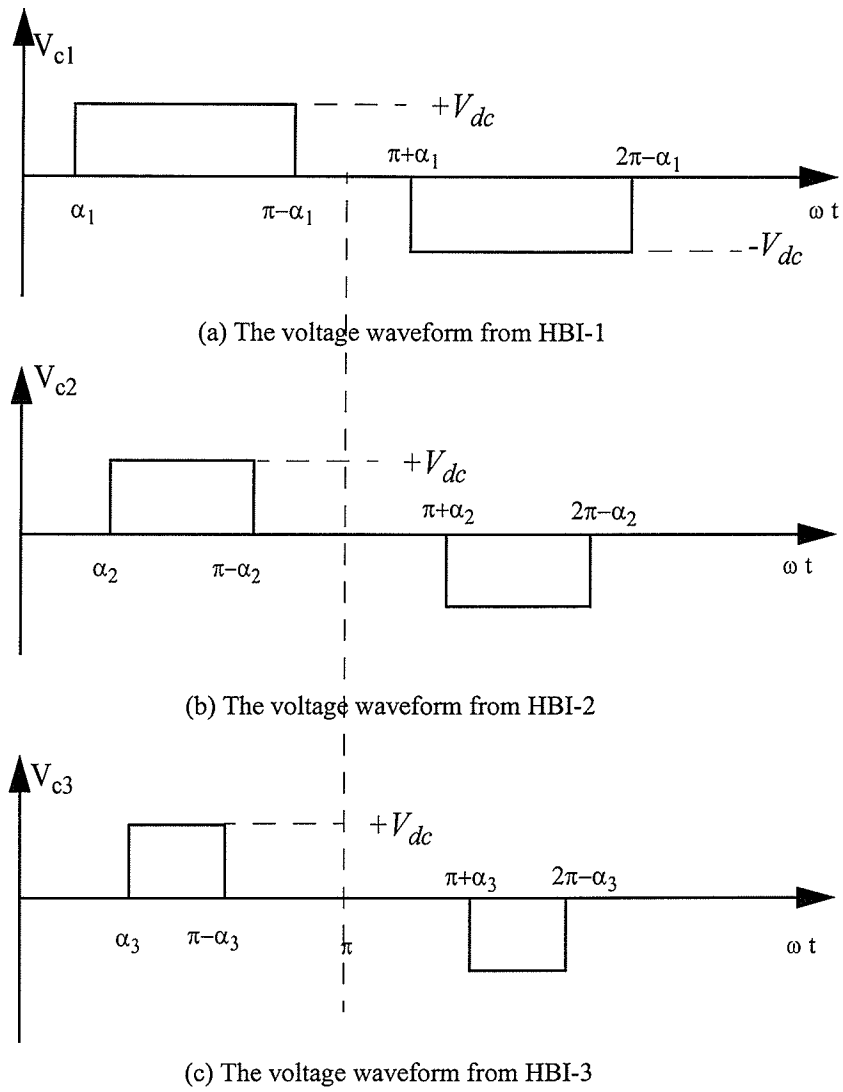 V_c1
+V_dc
π+α_1 2π−α_1
α_1 π−α_1 ω t
-V_dc
(a) The voltage waveform from HBI-1
V_c2
+V_dc
π+α_2 2π−α_2
α_2 π−α_2 ω t
(b) The voltage waveform from HBI-2
V_c3
+V_dc
π+α_3 2π−α_3
α_3 π−α_3 π ω t
(c) The voltage waveform from HBI-3